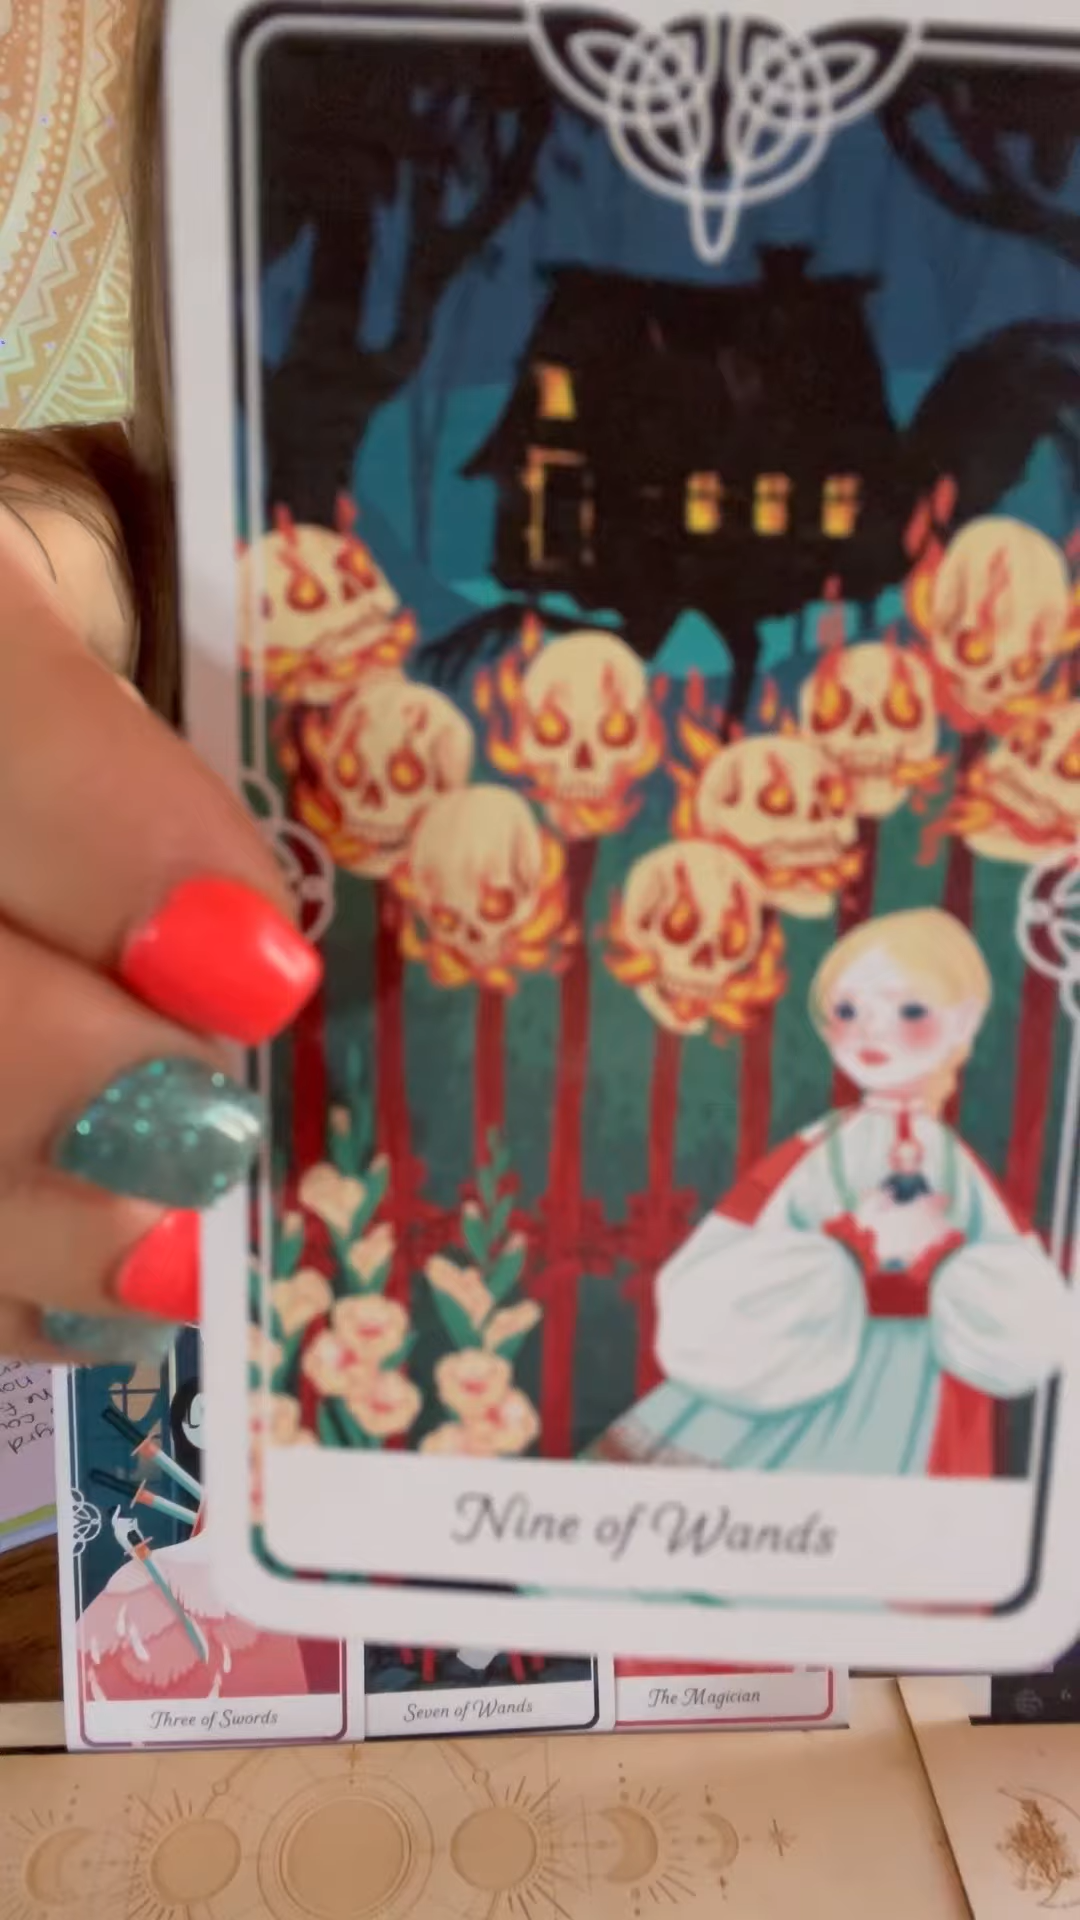 Nine of Wands
Three of Swords
Seven of Wands
The Magician